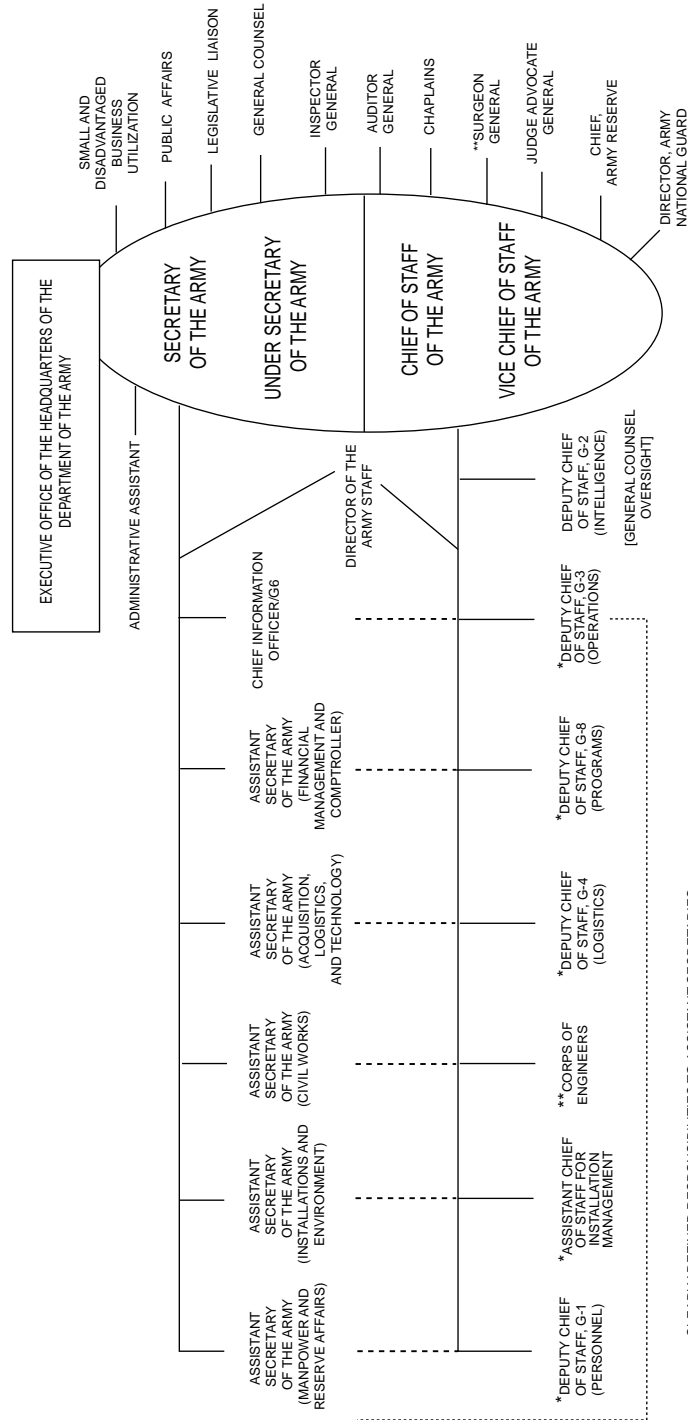 EXECUTIVE OFFICE OF THE HEADQUARTERS OF THE
DEPARTMENT OF THE ARMY
ADMINISTRATIVE ASSISTANT
SECRETARY
OF THE ARMY
UNDER SECRETARY
OF THE ARMY
CHIEF OF STAFF
OF THE ARMY
VICE CHIEF OF STAFF
OF THE ARMY
SMALL AND
DISADVANTAGED
BUSINESS
UTILIZATION
PUBLIC AFFAIRS
LEGISLATIVE LIAISON
GENERAL COUNSEL
INSPECTOR
GENERAL
AUDITOR
GENERAL
CHAPLAINS
**SURGEON
GENERAL
JUDGE ADVOCATE
GENERAL
CHIEF,
ARMY RESERVE
DIRECTOR, ARMY
NATIONAL GUARD
DIRECTOR OF THE
ARMY STAFF
ASSISTANT
SECRETARY
OF THE ARMY
(MANPOWER AND
RESERVE AFFAIRS)
ASSISTANT
SECRETARY
OF THE ARMY
(INSTALLATIONS AND
ENVIRONMENT)
ASSISTANT
SECRETARY
OF THE ARMY
(CIVIL WORKS)
ASSISTANT
SECRETARY
OF THE ARMY
(ACQUISITION,
LOGISTICS,
AND TECHNOLOGY)
ASSISTANT
SECRETARY
OF THE ARMY
(FINANCIAL
MANAGEMENT AND
COMPTROLLER)
CHIEF INFORMATION
OFFICER/G6
*DEPUTY CHIEF
OF STAFF, G-1
(PERSONNEL)
*ASSISTANT CHIEF
OF STAFF FOR
INSTALLATION
MANAGEMENT
**CORPS OF
ENGINEERS
*DEPUTY CHIEF
OF STAFF, G-4
(LOGISTICS)
*DEPUTY CHIEF
OF STAFF, G-8
(PROGRAMS)
*DEPUTY CHIEF
OF STAFF, G-3
(OPERATIONS)
DEPUTY CHIEF
OF STAFF, G-2
(INTELLIGENCE)
[GENERAL COUNSEL
OVERSIGHT]